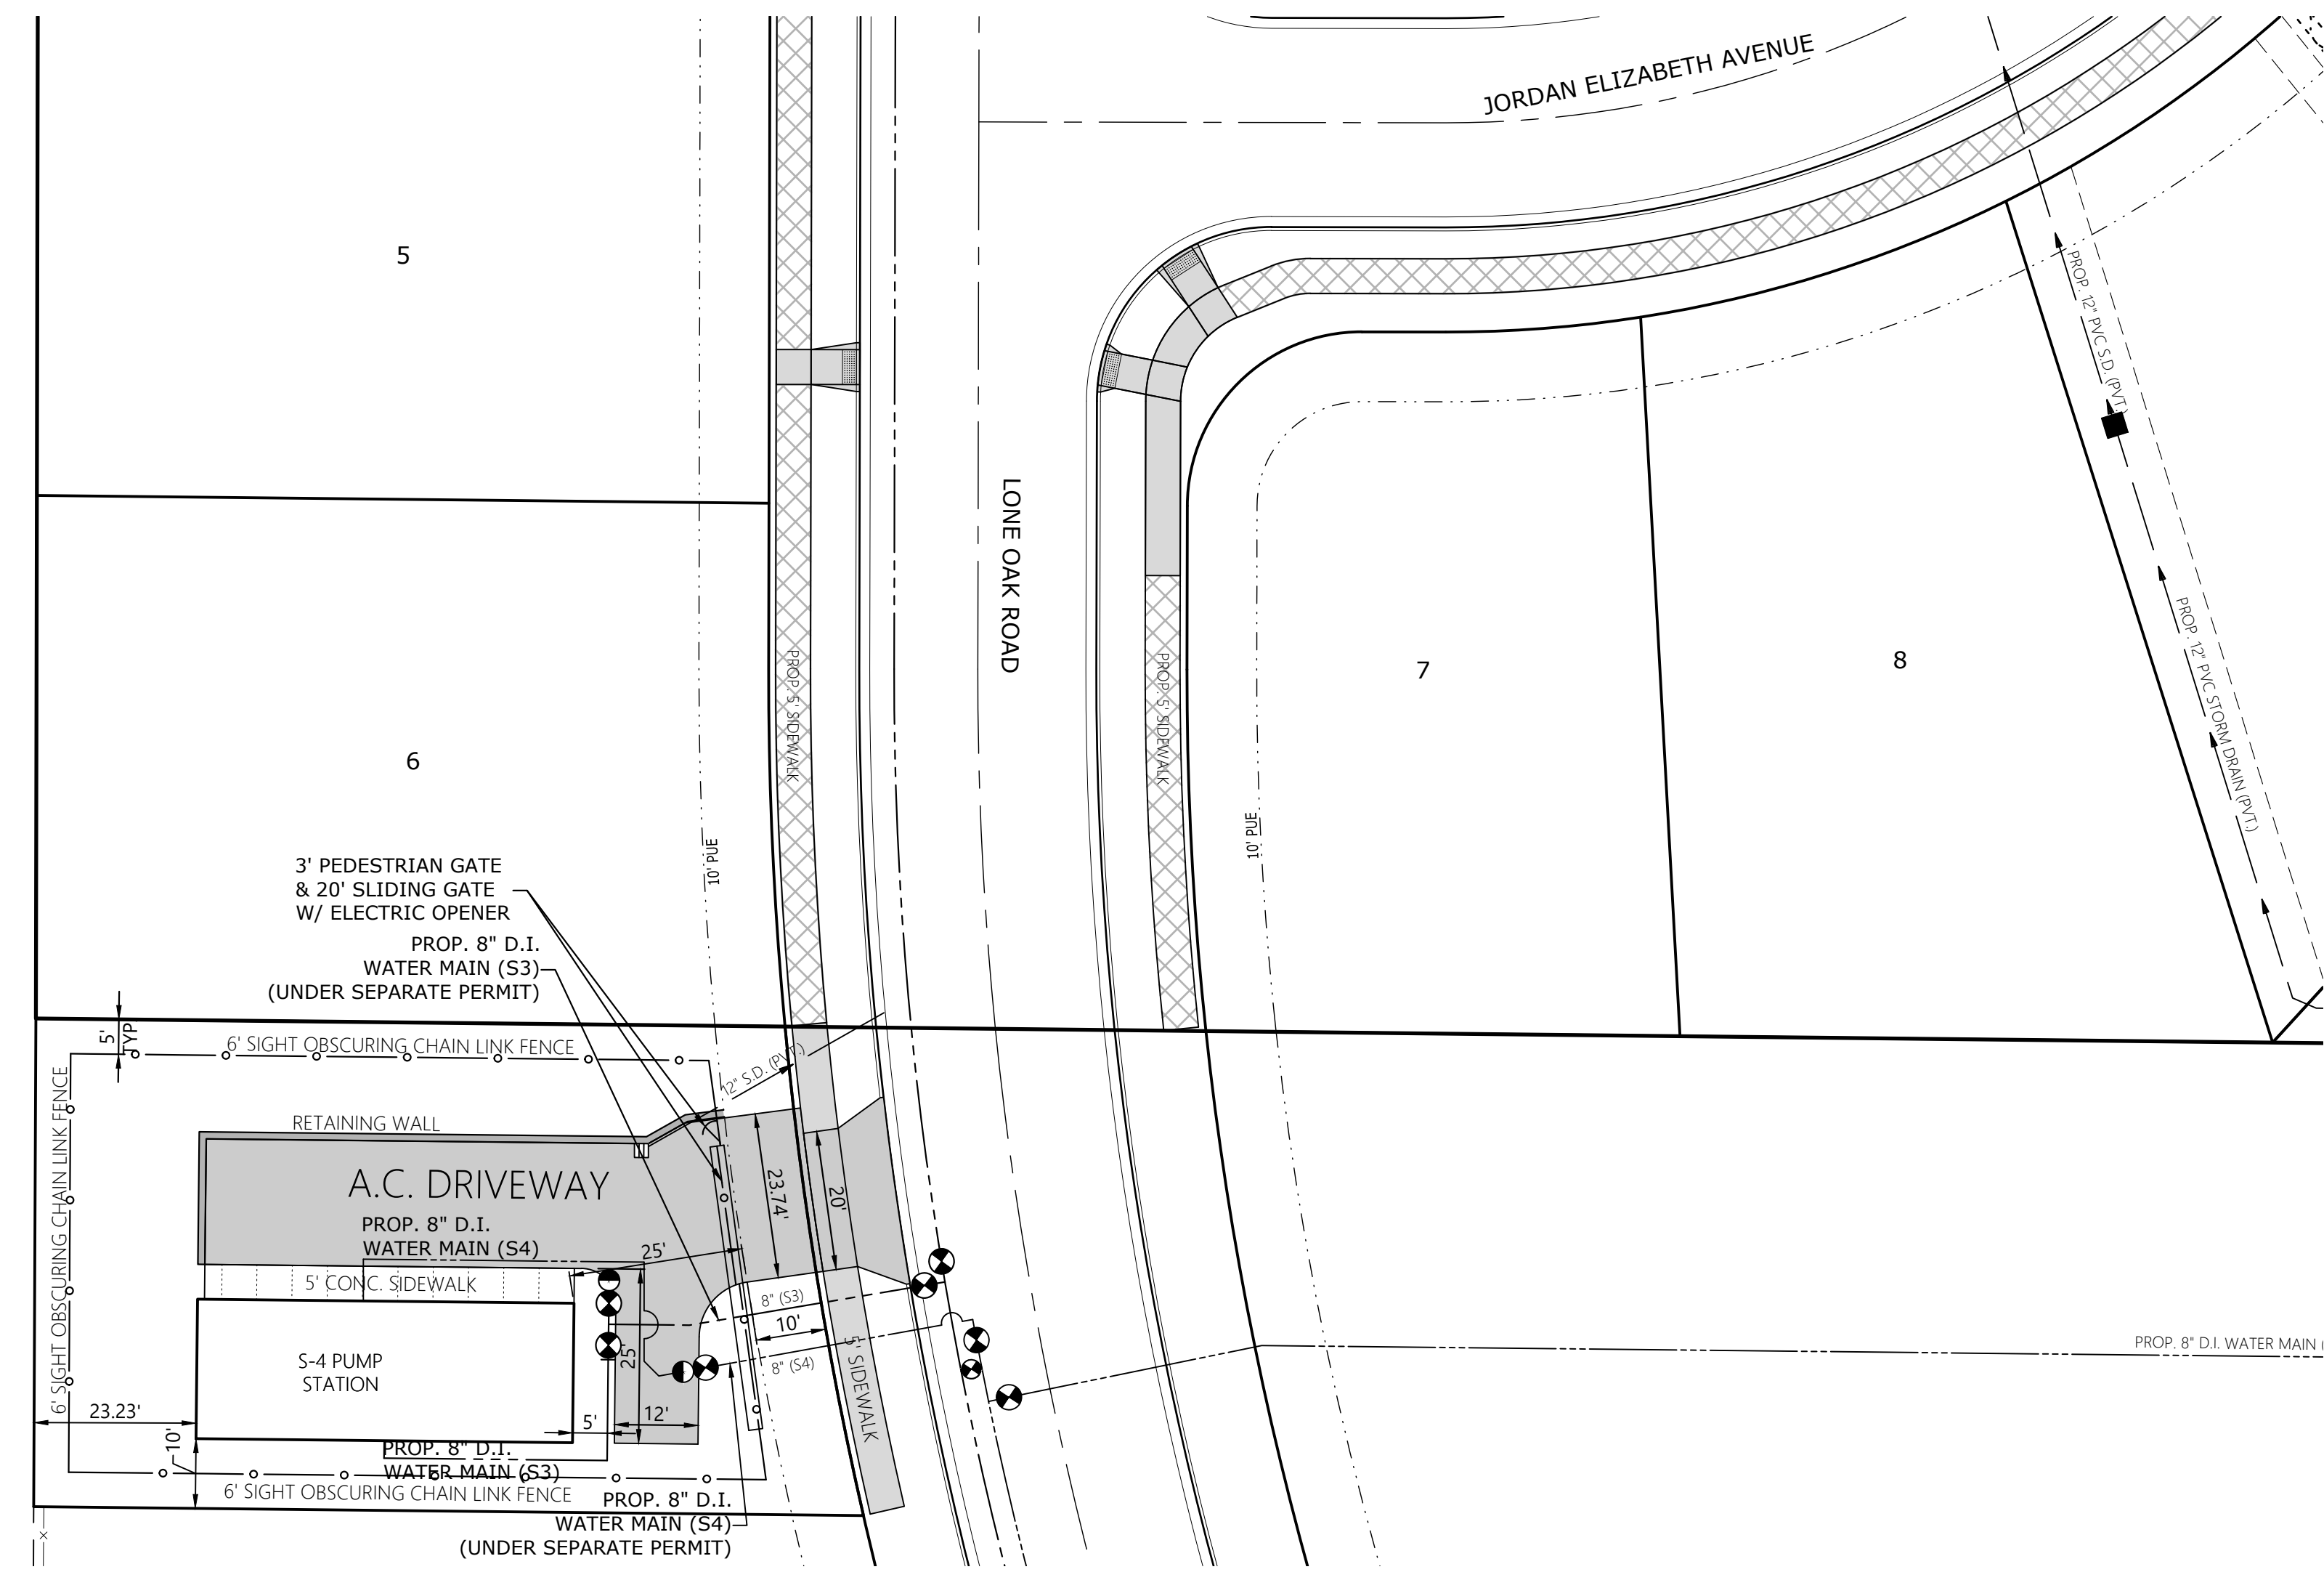 JORDAN ELIZABETH AVENUE
5
PROP. 12" PVC S.D. (PVT.)
LONE OAK ROAD
PROP. 5' SIDEWALK
PROP. 5' SIDEWALK
7
8
PROP. 12" PVC STORM DRAIN (PVT.)
6
10' PUE
10' PUE
3' PEDESTRIAN GATE
& 20' SLIDING GATE
W/ ELECTRIC OPENER
PROP. 8" D.I.
WATER MAIN (S3)
(UNDER SEPARATE PERMIT)
5'
TYP.
6' SIGHT OBSCURING CHAIN LINK FENCE
12" S.D. (PVT.)
6' SIGHT OBSCURING CHAIN LINK FENCE
RETAINING WALL
A.C. DRIVEWAY
23.74'
20'
PROP. 8" D.I.
WATER MAIN (S4)
25'
5' CONC. SIDEWALK
8" (S3)
10'
8" (S4)
5' SIDEWALK
25'
S-4 PUMP
STATION
PROP. 8" D.I. WATER MAIN (
23.23'
5'
12'
10'
PROP. 8" D.I.
WATER MAIN (S3)
6' SIGHT OBSCURING CHAIN LINK FENCE
PROP. 8" D.I.
WATER MAIN (S4)
(UNDER SEPARATE PERMIT)